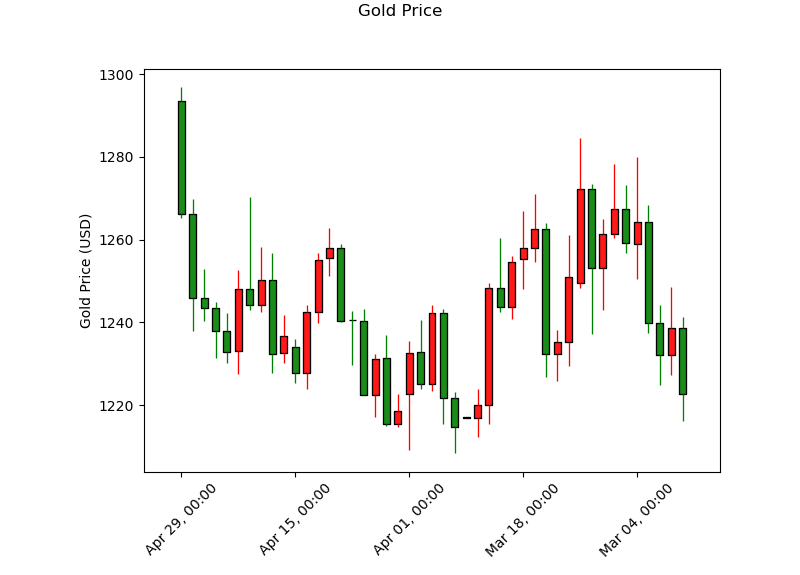 Gold Price
1300
1280
1260
1240
1220
Gold Price (USD)
Apr 29, 00:00
Apr 15, 00:00
Apr 01, 00:00
Mar 18, 00:00
Mar 04, 00:00